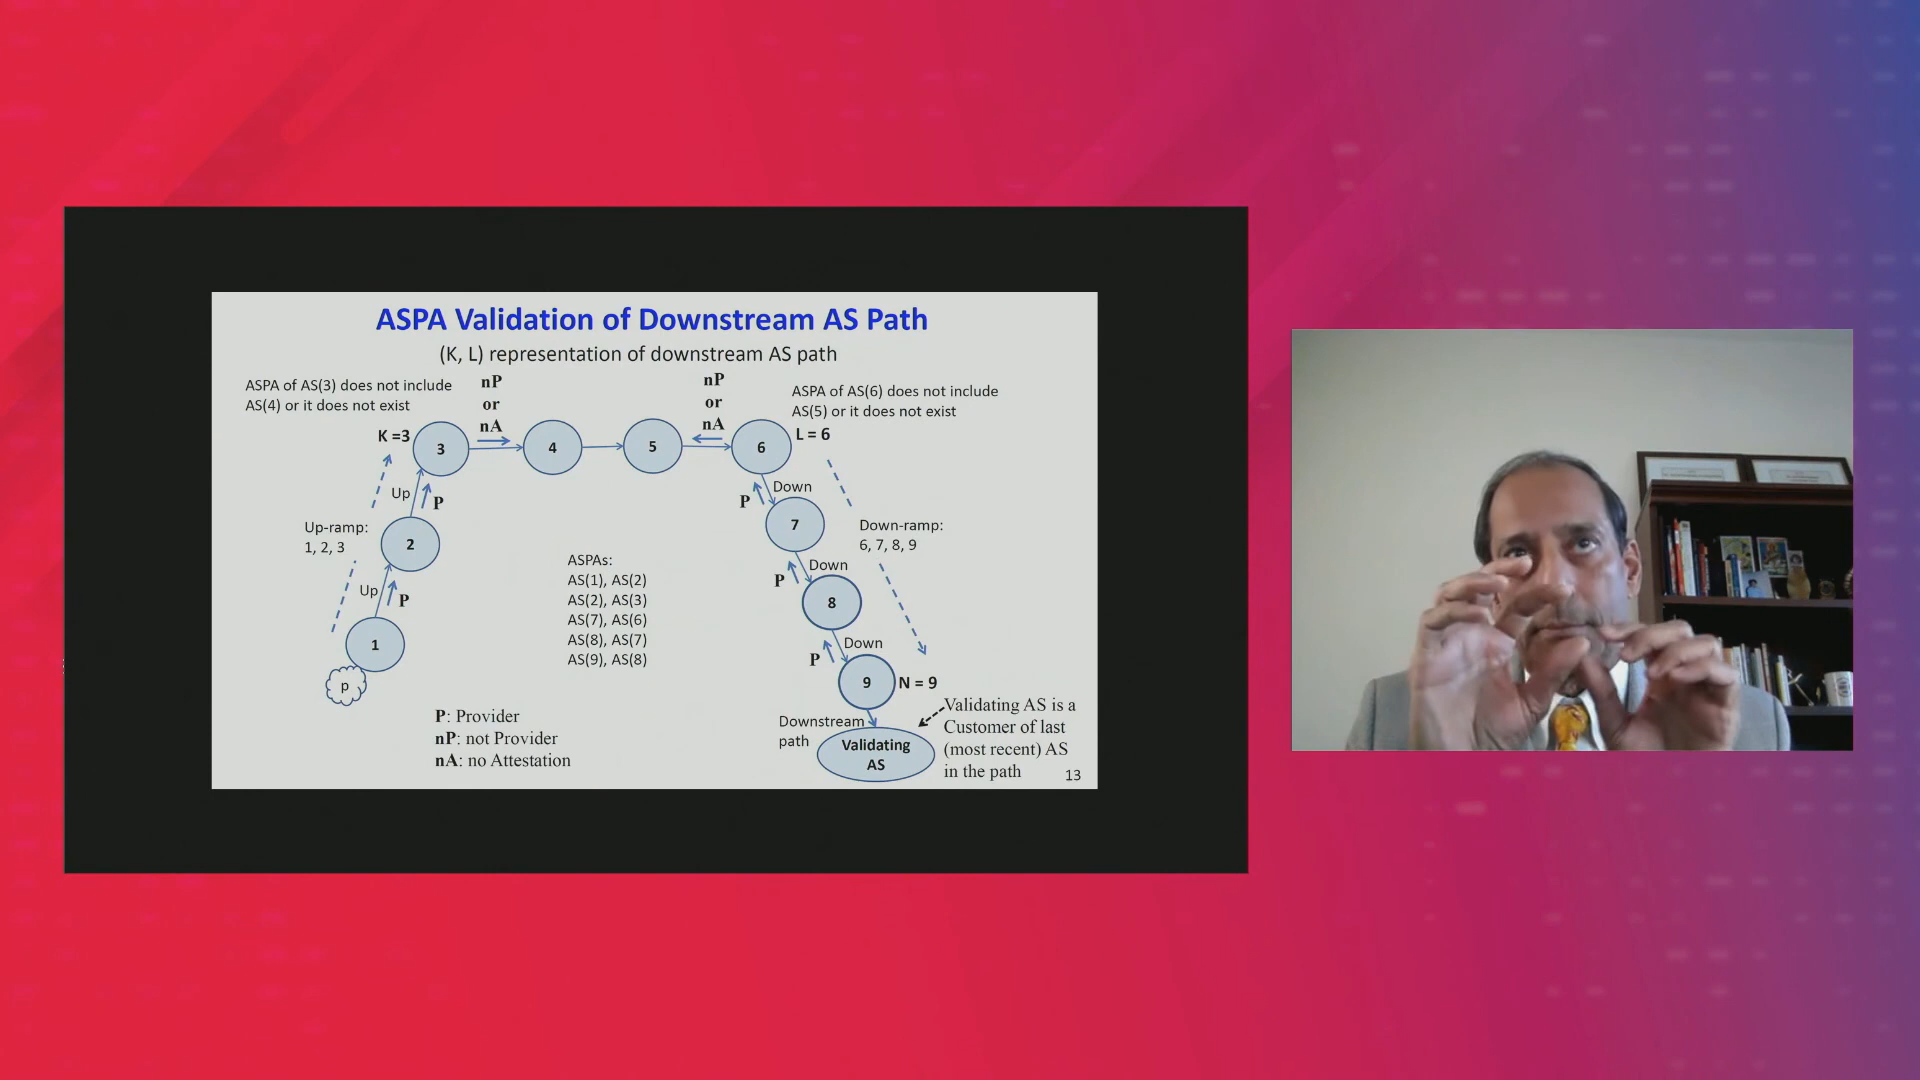 ASPA Validation of Downstream AS Path
(K, L) representation of downstream AS path
ASPA of AS(3) does not include
AS(4) or it does not exist
nP
or
nA
nP
or
nA
ASPA of AS(6) does not include
AS(5) or it does not exist
K =3
3
4
5
6
L = 6
Up
P
Up-ramp:
1, 2, 3
2
Up
P
1
p
P
Down
7
Down-ramp:
6, 7, 8, 9
P
Down
8
P
Down
9
N = 9
ASPAs:
AS(1), AS(2)
AS(2), AS(3)
AS(7), AS(6)
AS(8), AS(7)
AS(9), AS(8)
P: Provider
nP: not Provider
nA: no Attestation
Downstream
path
Validating
AS
Validating AS is a
Customer of last
(most recent) AS
in the path
13